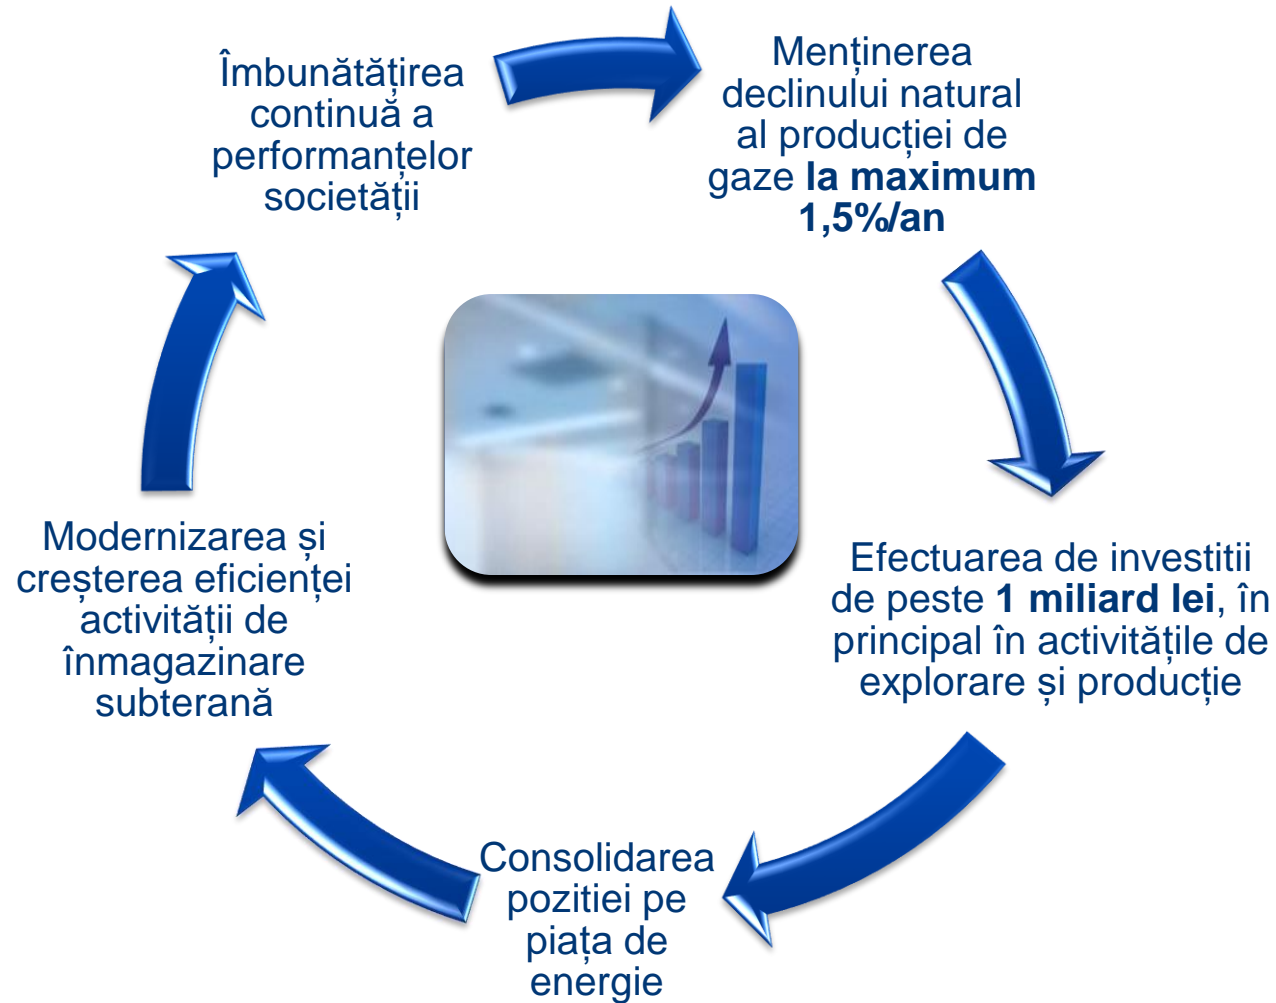 Îmbunătățirea
continuă a
performanțelor
societății
Menținerea
declinului natural
al producției de
gaze la maximum
1,5%/an
Efectuarea de investitii
de peste 1 miliard lei, în
principal în activitățile de
explorare și producție
Consolidarea
pozitiei pe
piața de
energie
Modernizarea și
creșterea eficienței
activității de
înmagazinare
subterană